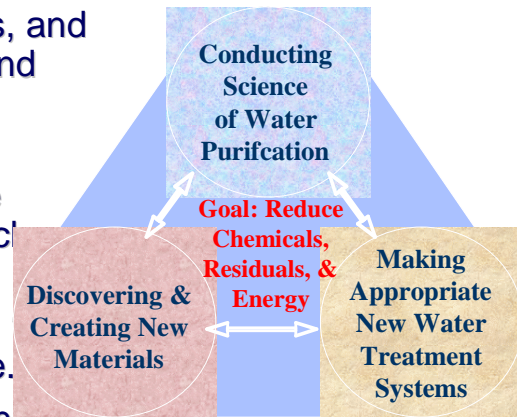 s, and
nd
Conducting
Science
of Water
Purifcation
Goal: Reduce
Chemicals,
Residuals, &
Energy
Discovering &
Creating New
Materials
Making
Appropriate
New Water
Treatment
Systems
e.